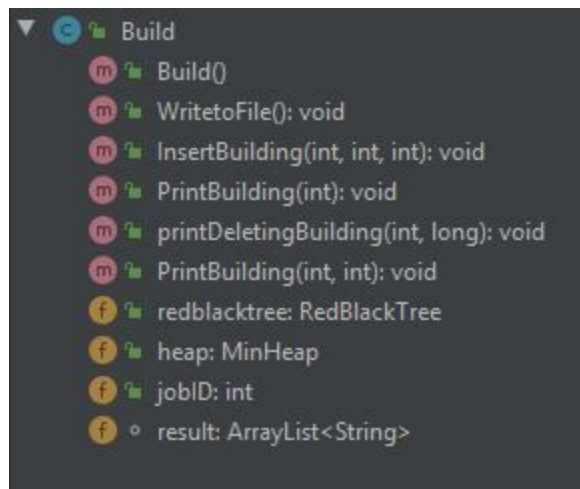 C Build
m Build()
m WritetoFile(): void
m InsertBuilding(int, int, int): void
m PrintBuilding(int): void
m printDeletingBuilding(int, long): void
m PrintBuilding(int, int): void
f redblacktree: RedBlackTree
f heap: MinHeap
f jobID: int
f result: ArrayList<String>